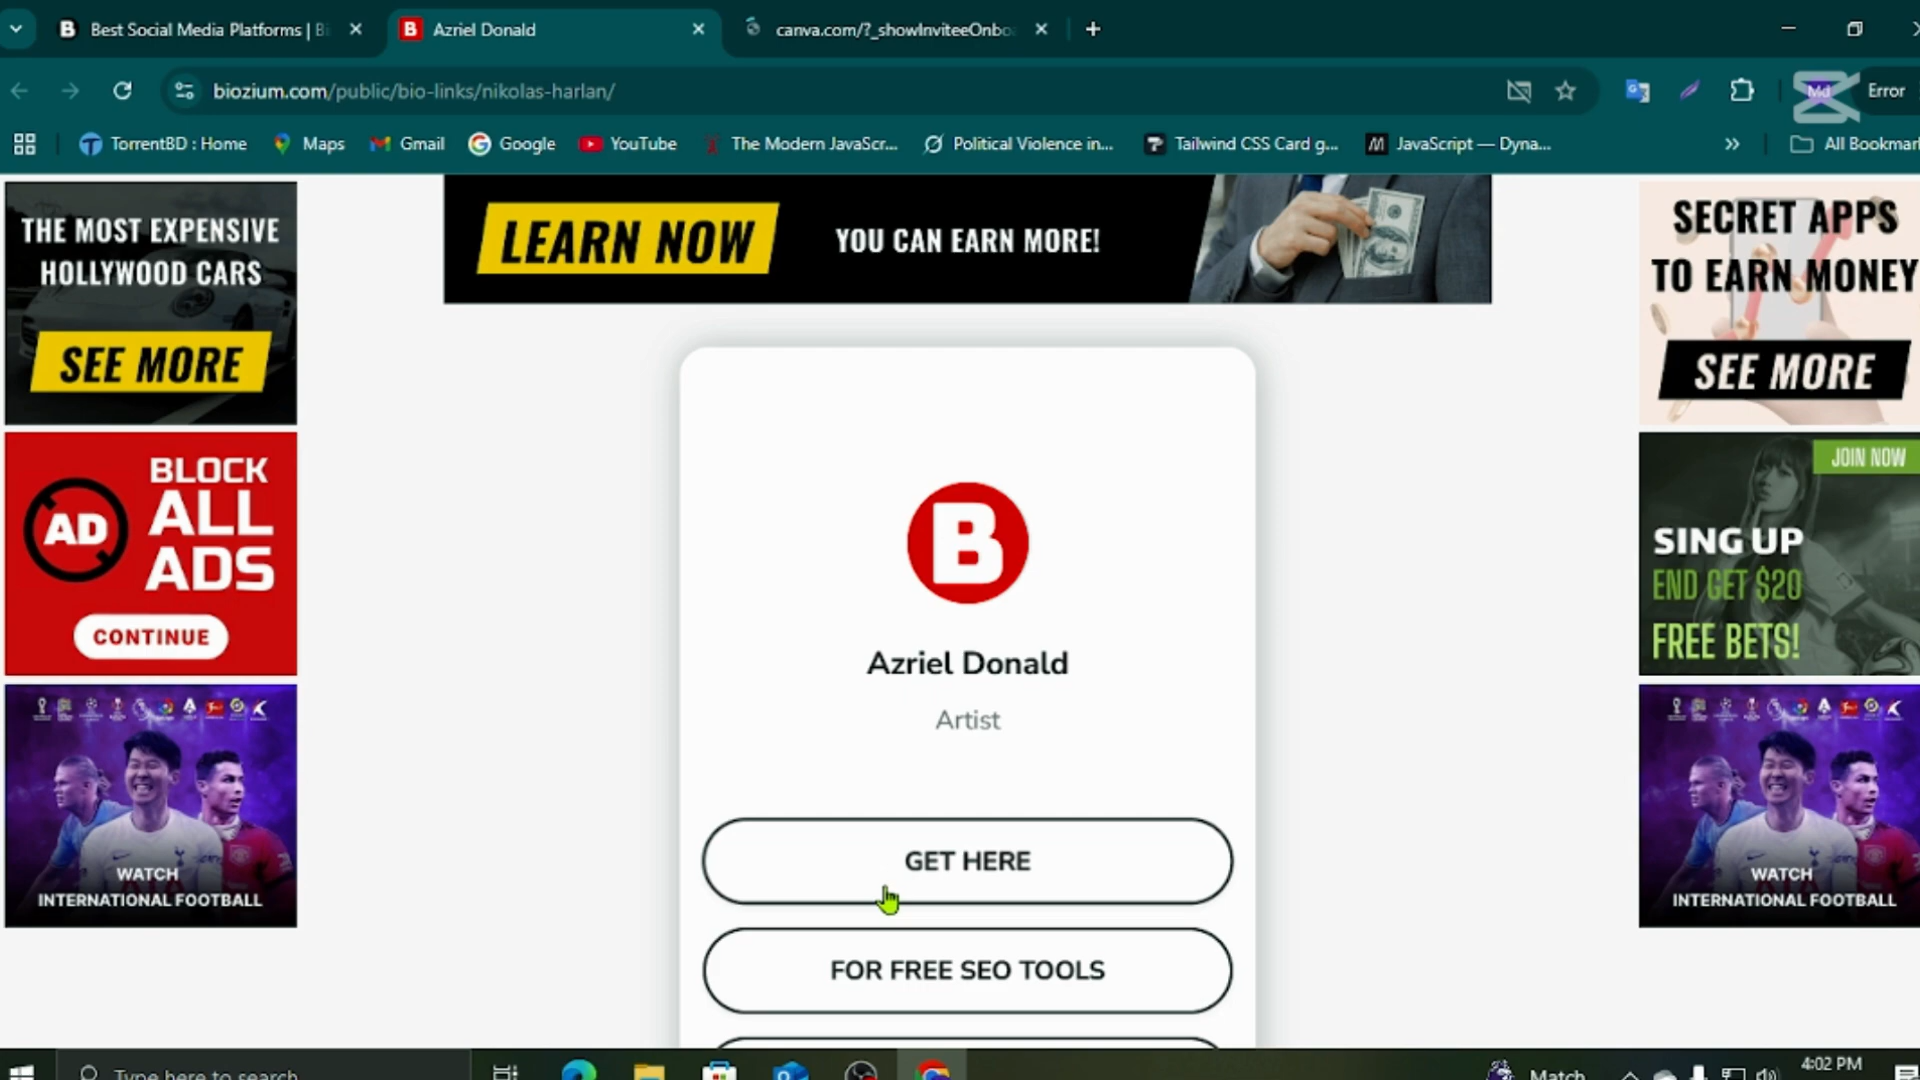 Best Social Media Platforms | Bi
Azriel Donald
canva.com/?_showInviteeOnbo
biozium.com/public/bio-links/nikolas-harlan/
Md
Error
TorrentBD : Home
Maps
Gmail
Google
YouTube
The Modern JavaScr...
Political Violence in...
Tailwind CSS Card g...
JavaScript — Dyna...
All Bookmar
THE MOST EXPENSIVE
HOLLYWOOD CARS
SEE MORE
LEARN NOW
YOU CAN EARN MORE!
SECRET APPS
TO EARN MONEY
SEE MORE
AD
BLOCK
ALL
ADS
CONTINUE
JOIN NOW
SING UP
END GET $20
FREE BETS!
B
Azriel Donald
Artist
GET HERE
FOR FREE SEO TOOLS
WATCH
INTERNATIONAL FOOTBALL
WATCH
INTERNATIONAL FOOTBALL
Type here to search
Match
4:02 PM